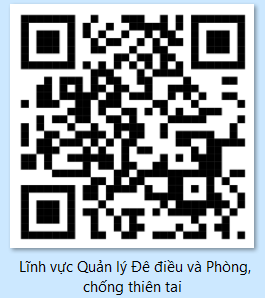 Lĩnh vực Quản lý Đê điều và Phòng,
chống thiên tai